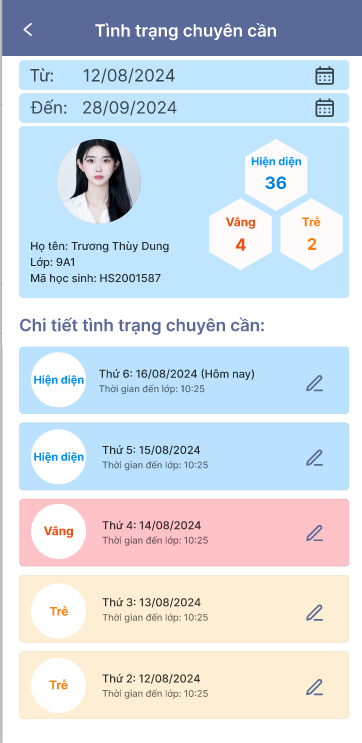 Tình trạng chuyên cần
Từ: 12/08/2024
Đến: 28/09/2024
Hiện diện
36
Vắng
4
Trễ
2
Họ tên: Trương Thùy Dung
Lớp: 9A1
Mã học sinh: HS2001587
Chi tiết tình trạng chuyên cần:
Hiện diện
Thứ 6: 16/08/2024 (Hôm nay)
Thời gian đến lớp: 10:25
Hiện diện
Thứ 5: 15/08/2024
Thời gian đến lớp: 10:25
Vắng
Thứ 4: 14/08/2024
Thời gian đến lớp: 10:25
Trễ
Thứ 3: 13/08/2024
Thời gian đến lớp: 10:25
Trễ
Thứ 2: 12/08/2024
Thời gian đến lớp: 10:25